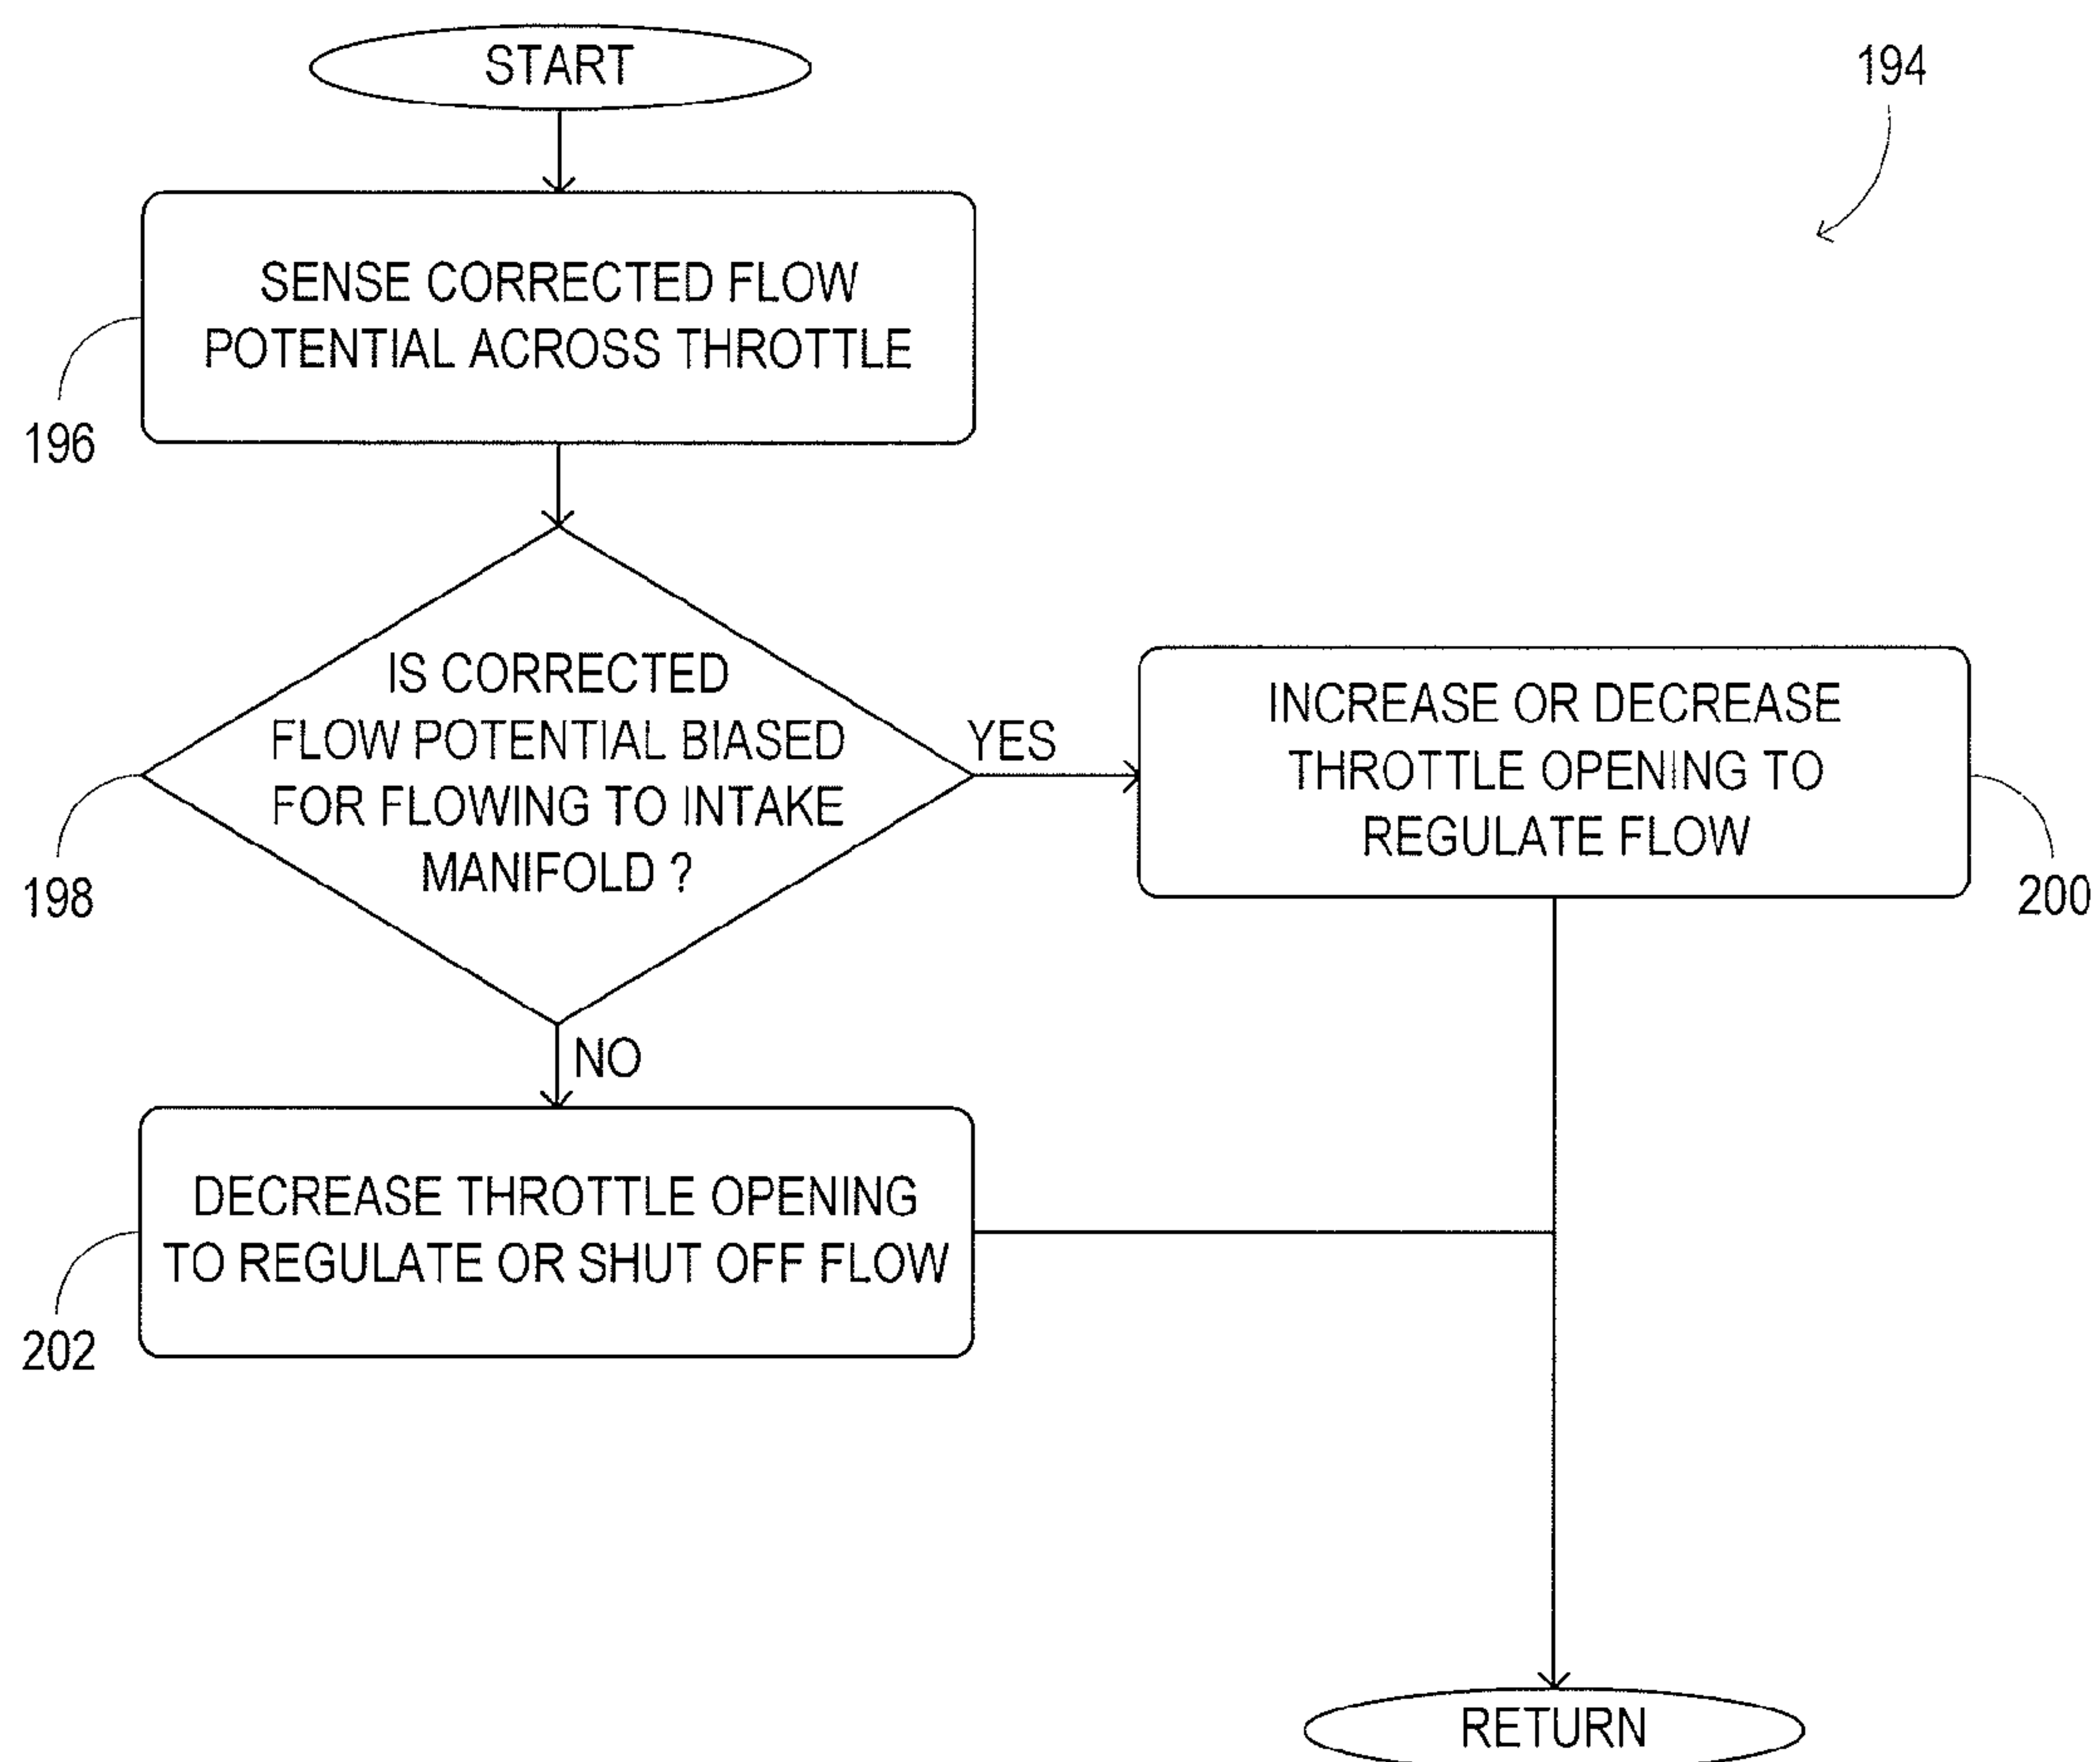 START
194
SENSE CORRECTED FLOW
POTENTIAL ACROSS THROTTLE
196
IS CORRECTED
FLOW POTENTIAL BIASED
FOR FLOWING TO INTAKE
MANIFOLD ?
198
YES
INCREASE OR DECREASE
THROTTLE OPENING TO
REGULATE FLOW
200
NO
DECREASE THROTTLE OPENING
TO REGULATE OR SHUT OFF FLOW
202
RETURN